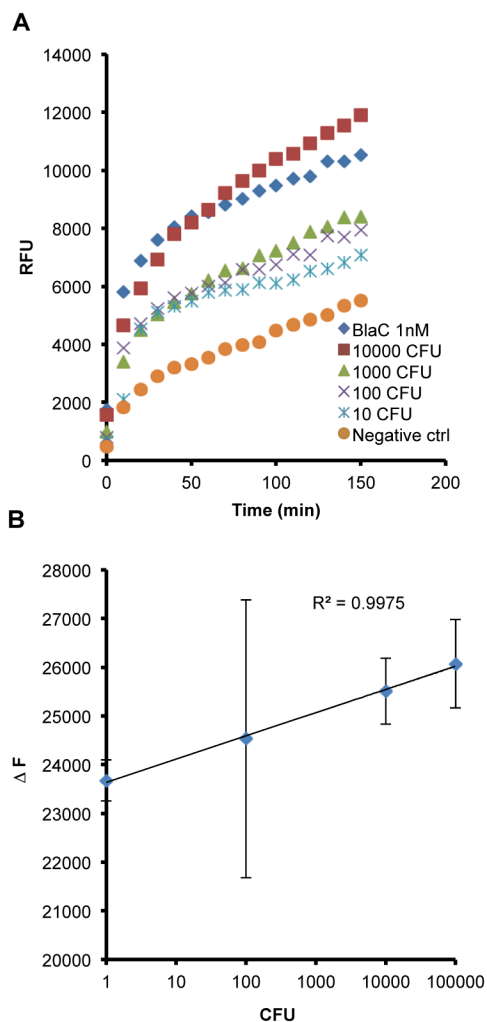 A
14000
12000
10000
8000
6000
4000
2000
0
RFU
0 50 100 150 200
Time (min)
BlaC 1nM
10000 CFU
1000 CFU
100 CFU
10 CFU
Negative ctrl
B
28000
27000
26000
25000
24000
23000
22000
21000
20000
Δ F
R² = 0.9975
1 10 100 1000 10000 100000
CFU